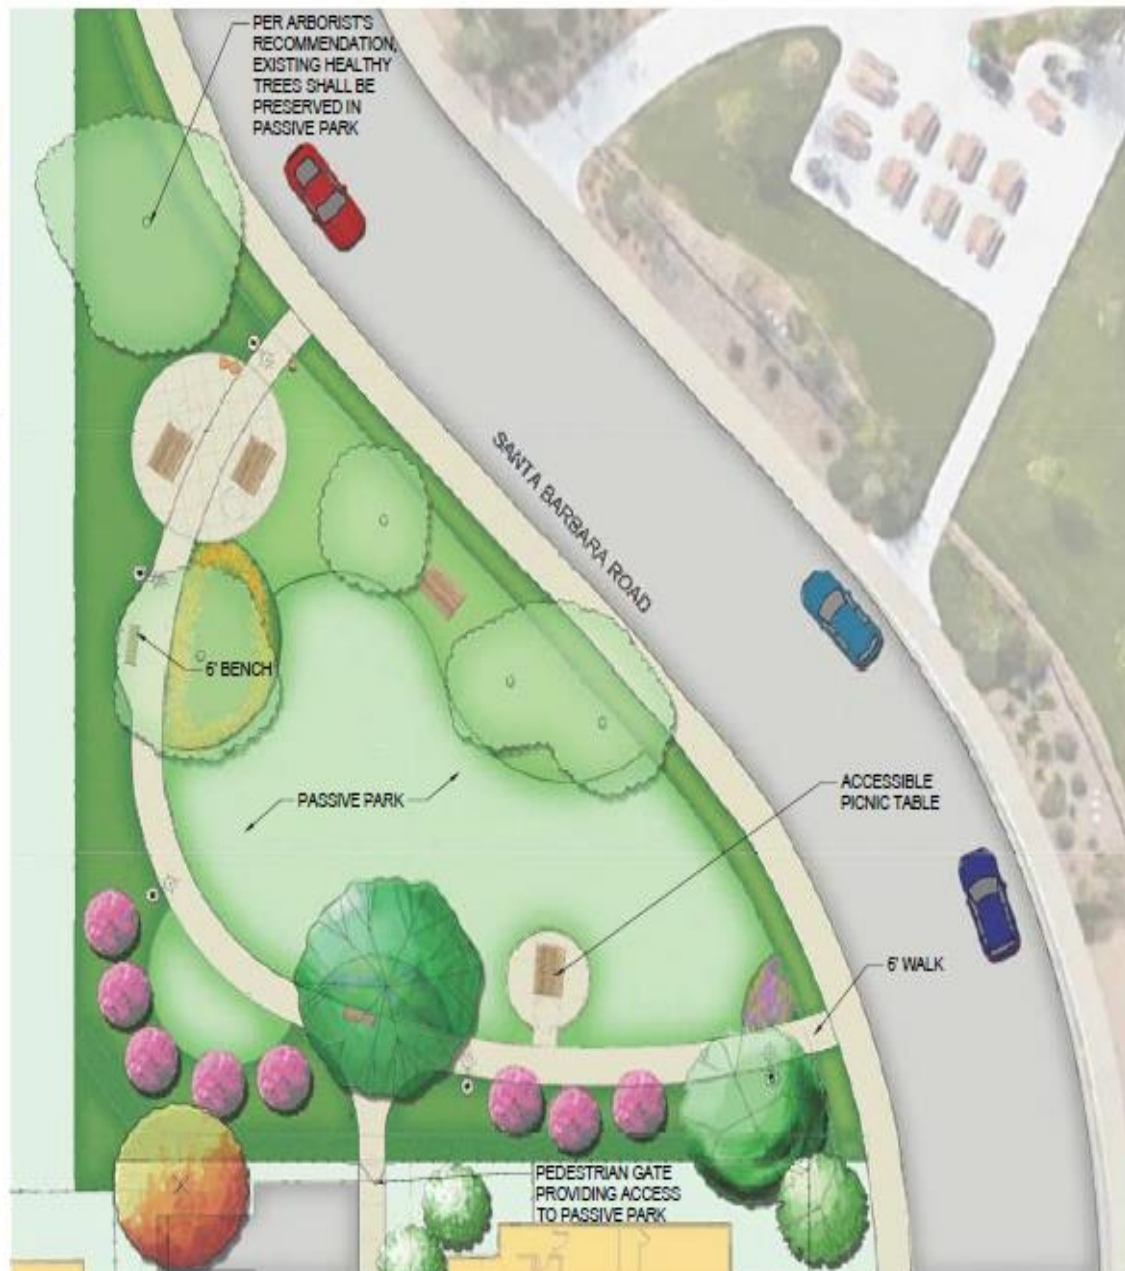 PER ARBORIST'S
RECOMMENDATION,
EXISTING HEALTHY
TREES SHALL BE
PRESERVED IN
PASSIVE PARK
SANTA BARBARA ROAD
6' BENCH
PASSIVE PARK
ACCESSIBLE
PICNIC TABLE
6' WALK
PEDESTRIAN GATE
PROVIDING ACCESS
TO PASSIVE PARK